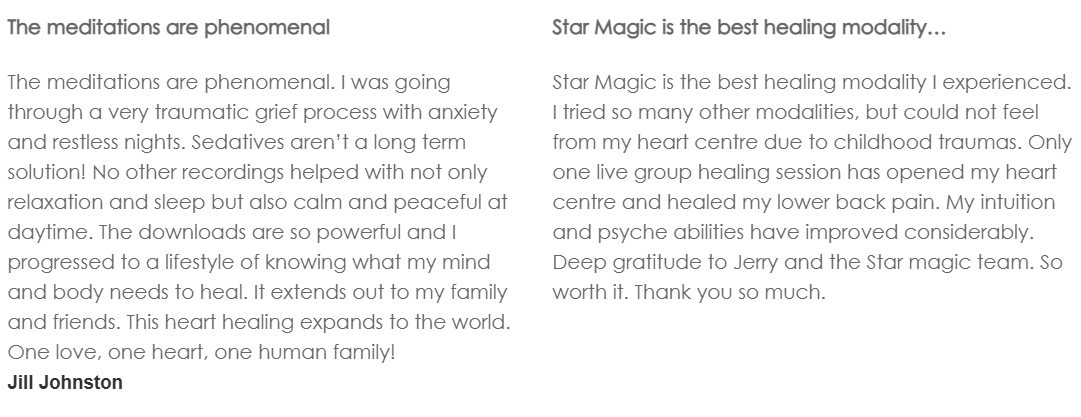 The meditations are phenomenal
The meditations are phenomenal. I was going
through a very traumatic grief process with anxiety
and restless nights. Sedatives aren’t a long term
solution! No other recordings helped with not only
relaxation and sleep but also calm and peaceful at
daytime. The downloads are so powerful and I
progressed to a lifestyle of knowing what my mind
and body needs to heal. It extends out to my family
and friends. This heart healing expands to the world.
One love, one heart, one human family!
Jill Johnston
Star Magic is the best healing modality…
Star Magic is the best healing modality I experienced.
I tried so many other modalities, but could not feel
from my heart centre due to childhood traumas. Only
one live group healing session has opened my heart
centre and healed my lower back pain. My intuition
and psyche abilities have improved considerably.
Deep gratitude to Jerry and the Star magic team. So
worth it. Thank you so much.